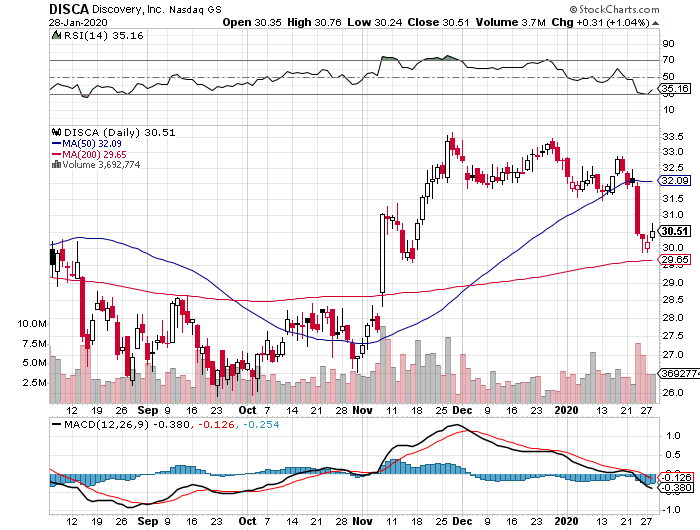 DISCA Discovery, Inc. Nasdaq GS © StockCharts.com
28-Jan-2020 Open 30.35 High 30.76 Low 30.24 Close 30.51 Volume 3.7M Chg +0.31 (+1.04%)
RSI(14) 35.16
90
70
50
35.16
30
10
DISCA (Daily) 30.51
MA(50) 32.09
MA(200) 29.65
Volume 3,692,774
33.5
33.0
32.5
32.09
31.5
31.0
30.51
30.0
29.65
29.5
29.0
28.5
28.0
27.5
27.0
26.0
10.0M
7.5M
5.0M
2.5M
3692774
12 19 26 Sep 9 16 23 Oct 7 14 21 28 Nov 11 18 25 Dec 9 16 23 2020 13 21 27
MACD(12,26,9) -0.380, -0.126, -0.254
1.0
0.5
0.0
-0.126
-0.380
-1.0
12 19 26 Sep 9 16 23 Oct 7 14 21 28 Nov 11 18 25 Dec 9 16 23 2020 13 21 27